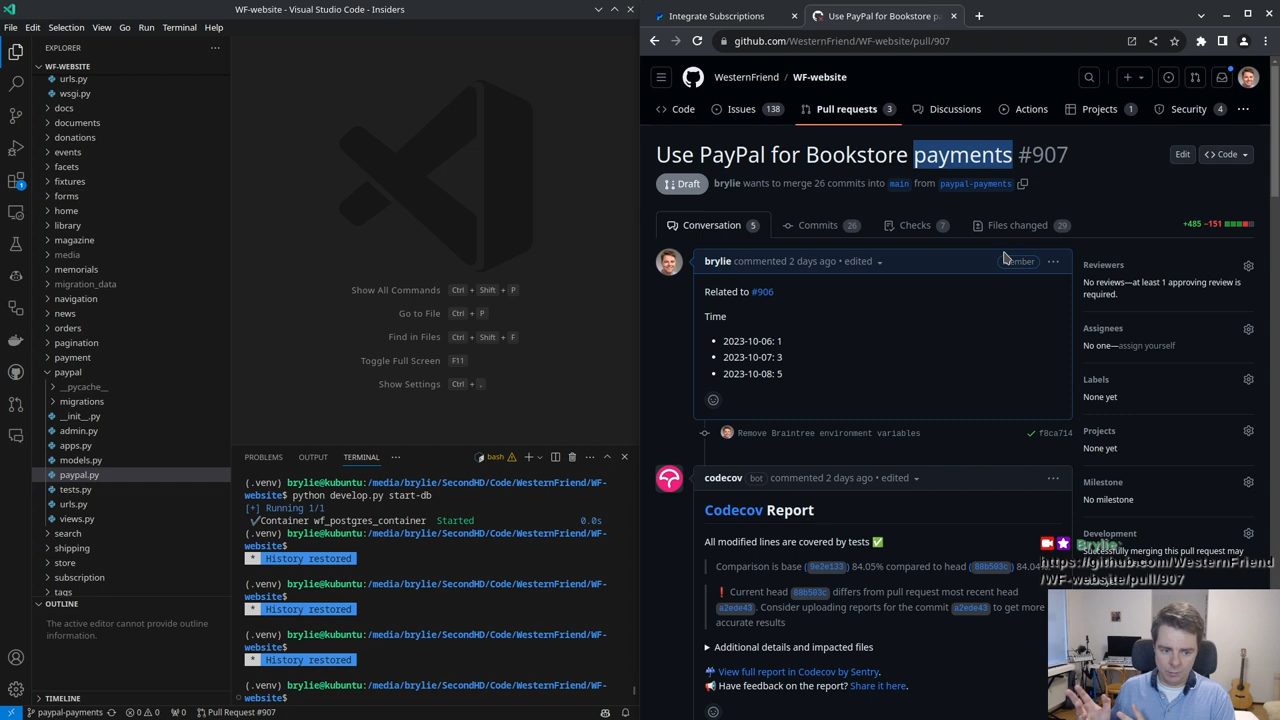 WF-website - Visual Studio Code - Insiders
File Edit Selection View Go Run Terminal Help
EXPLORER
WF-WEBSITE
urls.py
wsgi.py
docs
documents
donations
events
facets
fixtures
forms
home
library
magazine
media
memorials
migration_data
navigation
news
orders
pagination
payment
paypal
__pycache__
migrations
__init__.py
admin.py
apps.py
models.py
paypal.py
tests.py
urls.py
views.py
search
shipping
store
subscription
tags
OUTLINE
The active editor cannot provide outline
information.
TIMELINE
1
Show All Commands Ctrl + Shift + P
Go to File Ctrl + P
Find in Files Ctrl + Shift + F
Toggle Full Screen F11
Show Settings Ctrl + ,
PROBLEMS OUTPUT TERMINAL
bash
(.venv) brylie@kubuntu:/media/brylie/SecondHD/Code/WesternFriend/WF-
website$ python develop.py start-db
[+] Running 1/1
✔Container wf_postgres_container Started 0.0s
(.venv) brylie@kubuntu:/media/brylie/SecondHD/Code/WesternFriend/WF-
website$
* History restored
(.venv) brylie@kubuntu:/media/brylie/SecondHD/Code/WesternFriend/WF-
website$
* History restored
(.venv) brylie@kubuntu:/media/brylie/SecondHD/Code/WesternFriend/WF-
website$
* History restored
(.venv) brylie@kubuntu:/media/brylie/SecondHD/Code/WesternFriend/WF-
website$
paypal-payments 0 0 0 Pull Request #907
Integrate Subscriptions
Use PayPal for Bookstore p
github.com/WesternFriend/WF-website/pull/907
WesternFriend / WF-website
Code Issues 138 Pull requests 3 Discussions Actions Projects 1 Security 4
Use PayPal for Bookstore payments #907
Edit Code
Draft brylie wants to merge 26 commits into main from paypal-payments
Conversation 5 Commits 26 Checks 7 Files changed 29 +485 −151
brylie commented 2 days ago • edited
Related to #906
Time
• 2023-10-06: 1
• 2023-10-07: 3
• 2023-10-08: 5
Remove Braintree environment variables f8ca714
codecov bot commented 2 days ago • edited
Codecov Report
All modified lines are covered by tests ✅
Comparison is base (9e2e133) 84.05% compared to head (88b503c) 84.04%
❗ Current head 88b503c differs from pull request most recent head
a2ede43. Consider uploading reports for the commit a2ede43 to get more
accurate results
Additional details and impacted files
View full report in Codecov by Sentry.
Have feedback on the report? Share it here.
Reviewers
No reviews—at least 1 approving review is
required.
Assignees
No one—assign yourself
Labels
None yet
Projects
None yet
Milestone
No milestone
Development
Successfully merging this pull request may
Brylie:
https://github.com/WesternFriend
/WF-website/pull/907